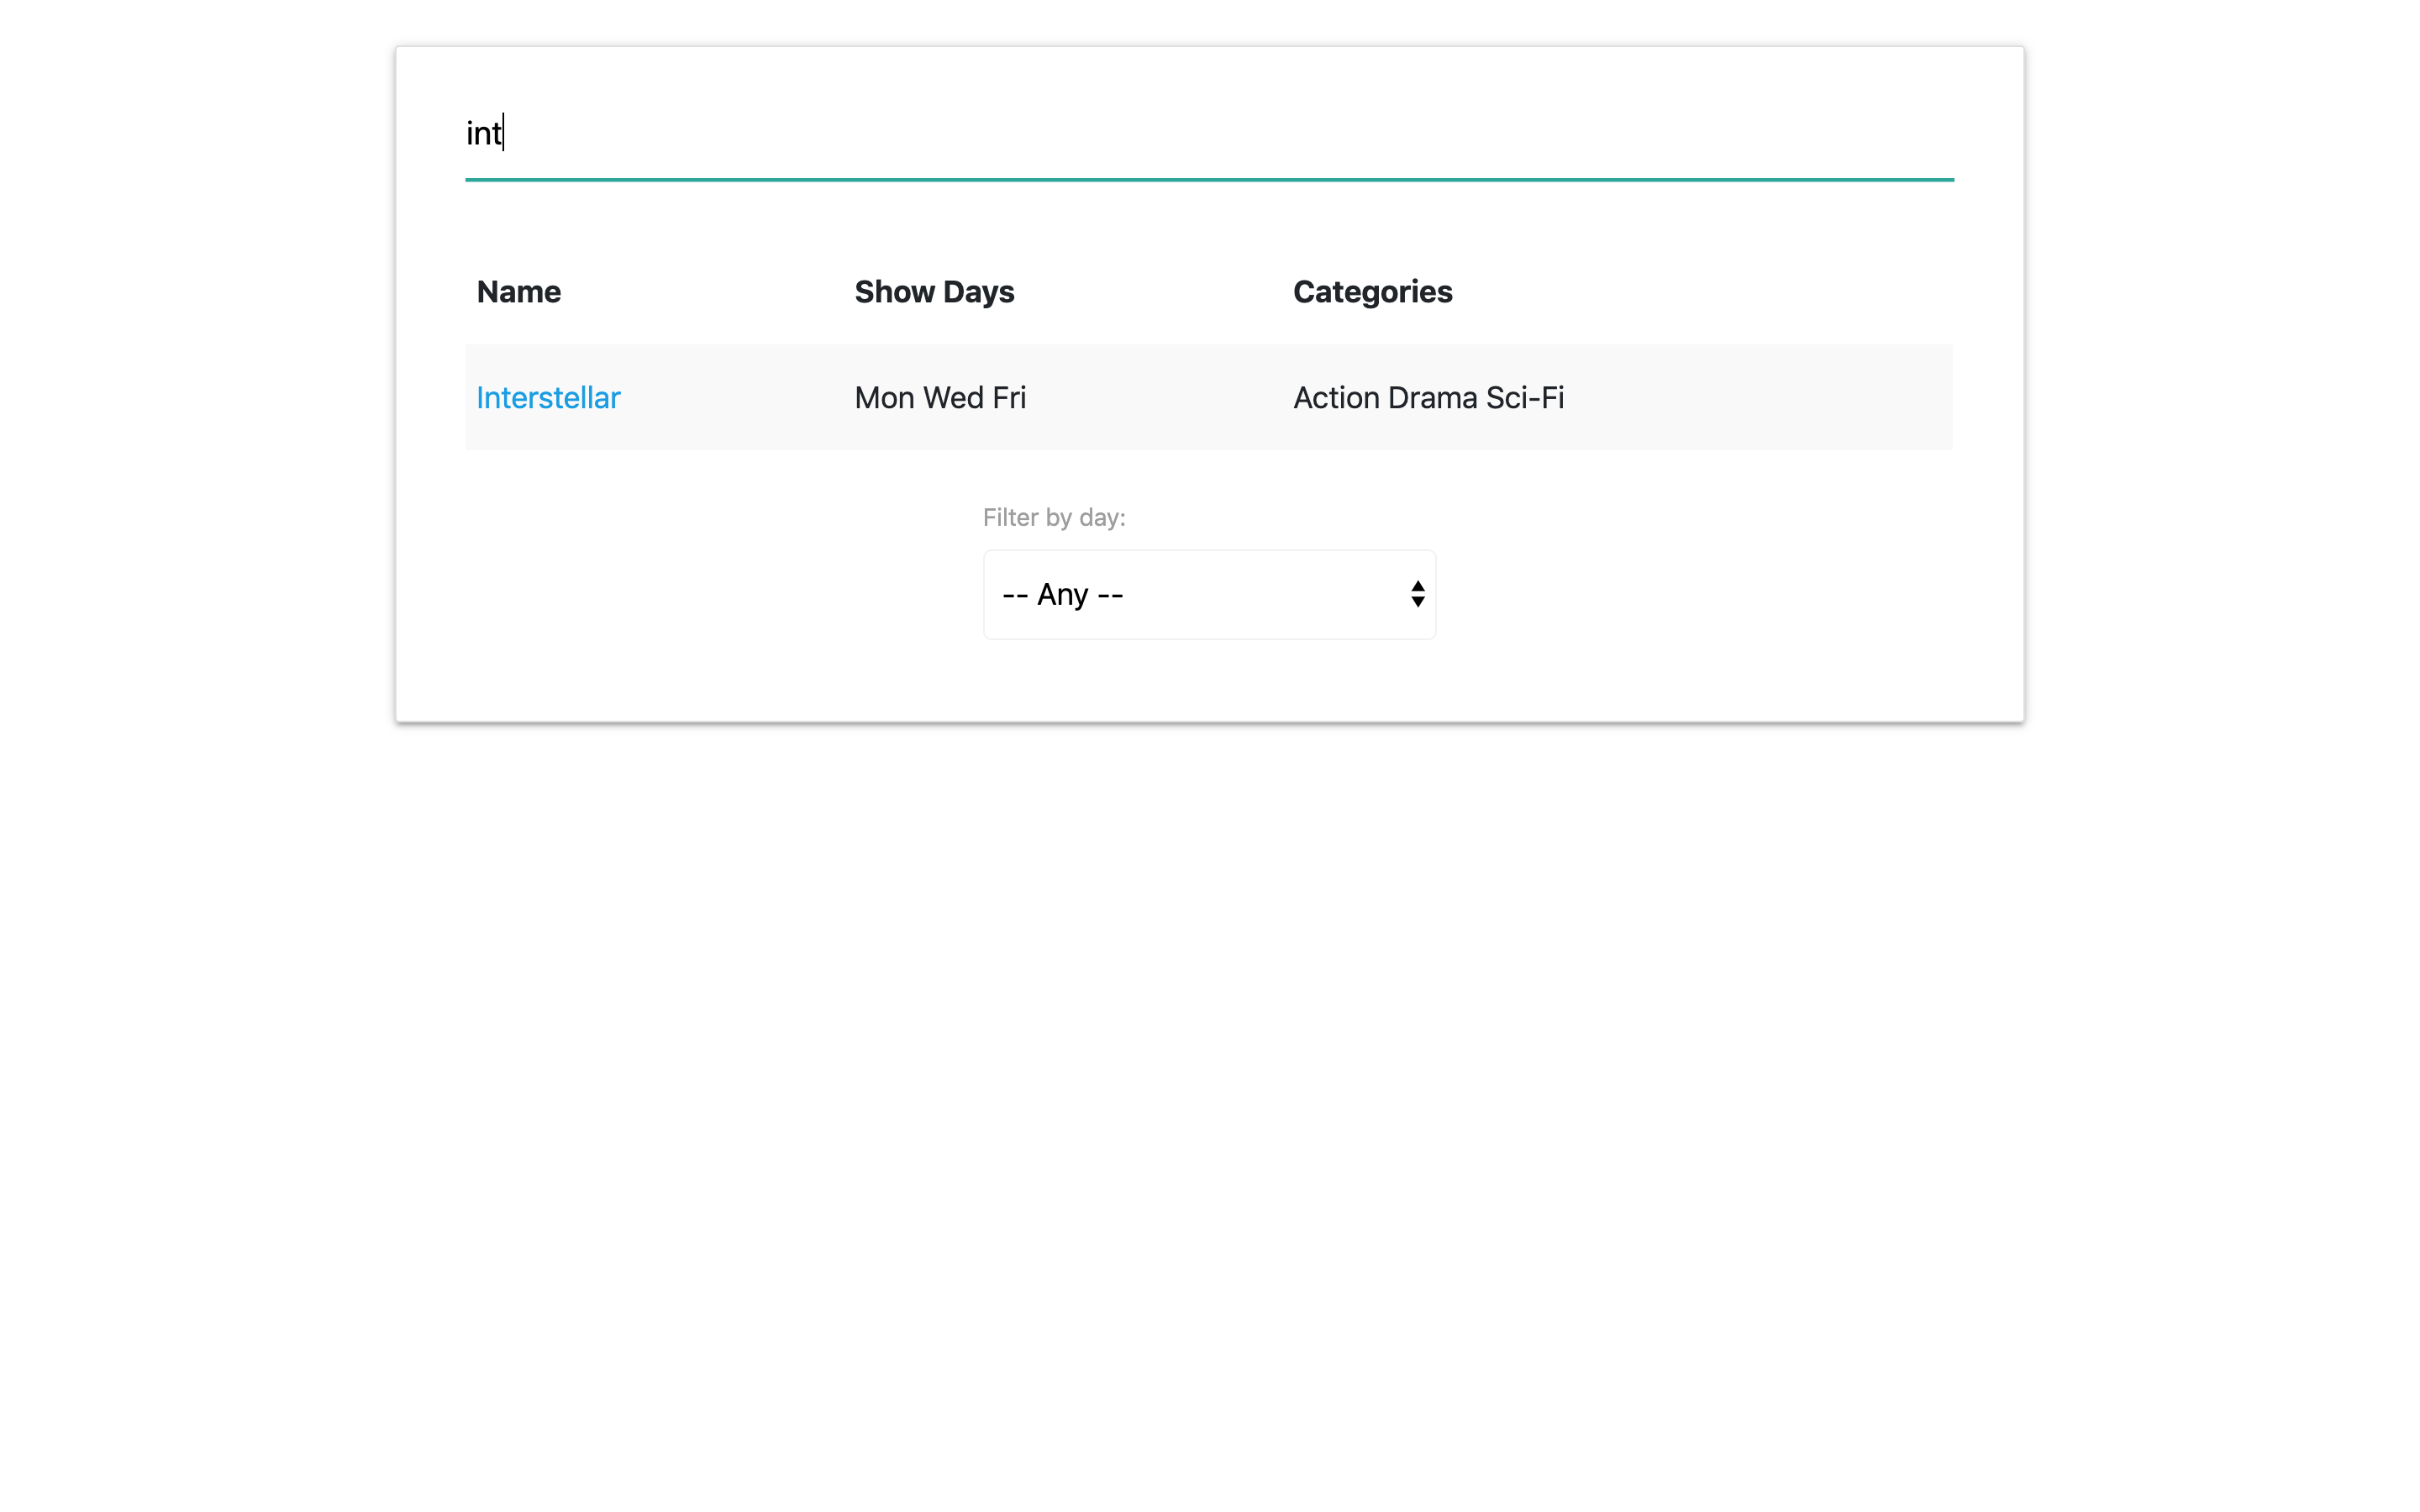 int
Name Show Days Categories
Interstellar Mon Wed Fri Action Drama Sci-Fi
Filter by day:
-- Any --